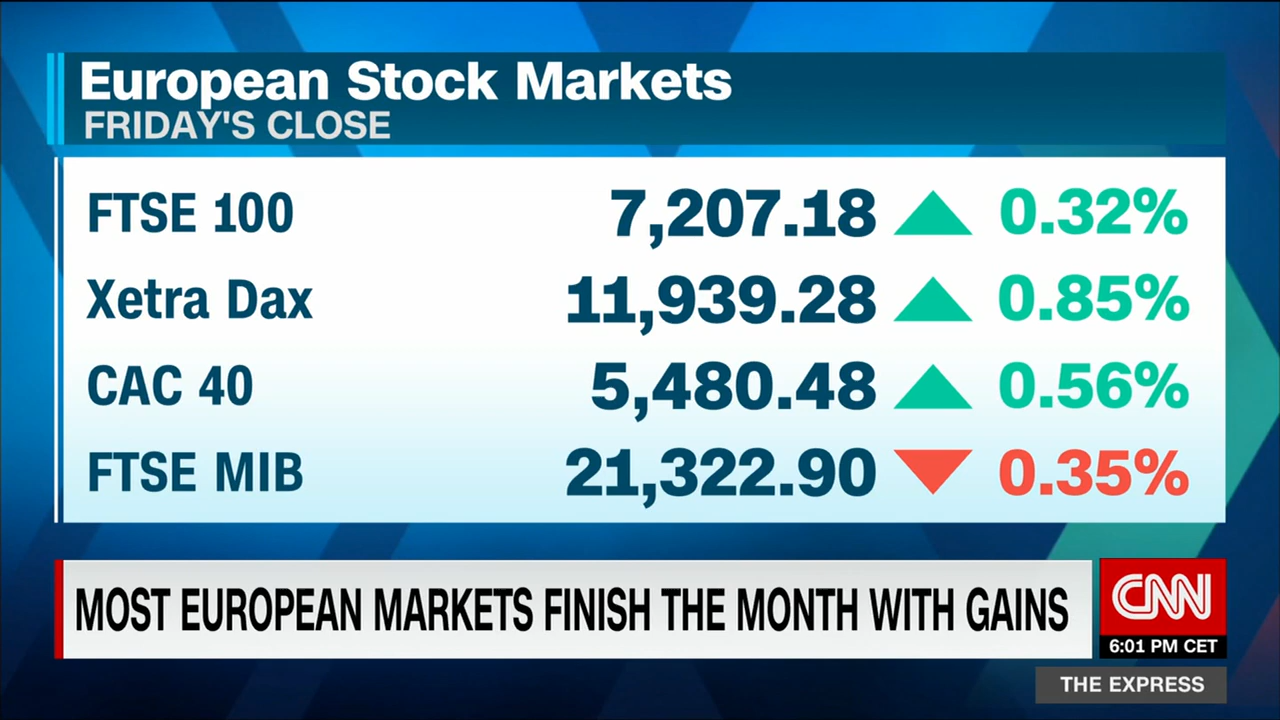 European Stock Markets
FRIDAY'S CLOSE
FTSE 100 7,207.18 0.32%
Xetra Dax 11,939.28 0.85%
CAC 40 5,480.48 0.56%
FTSE MIB 21,322.90 0.35%
MOST EUROPEAN MARKETS FINISH THE MONTH WITH GAINS
CNN
6:01 PM CET
THE EXPRESS